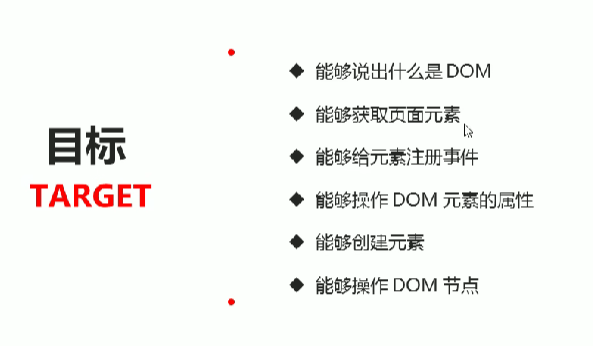 目标
TARGET
能够说出什么是 DOM
能够获取页面元素
能够给元素注册事件
能够操作 DOM 元素的属性
能够创建元素
能够操作 DOM 节点